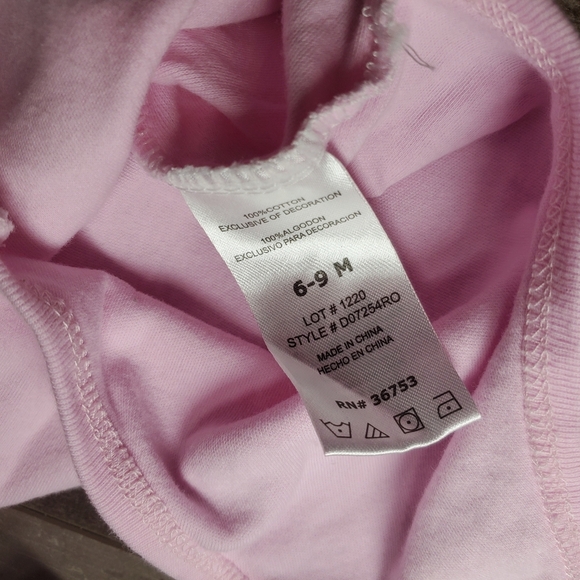 100%COTTON
EXCLUSIVE OF DECORATION
100%ALGODON
EXCLUSIVO PARA DECORACION
6-9 M
LOT # 1220
STYLE # D07254RO
MADE IN CHINA
HECHO EN CHINA
RN# 36753